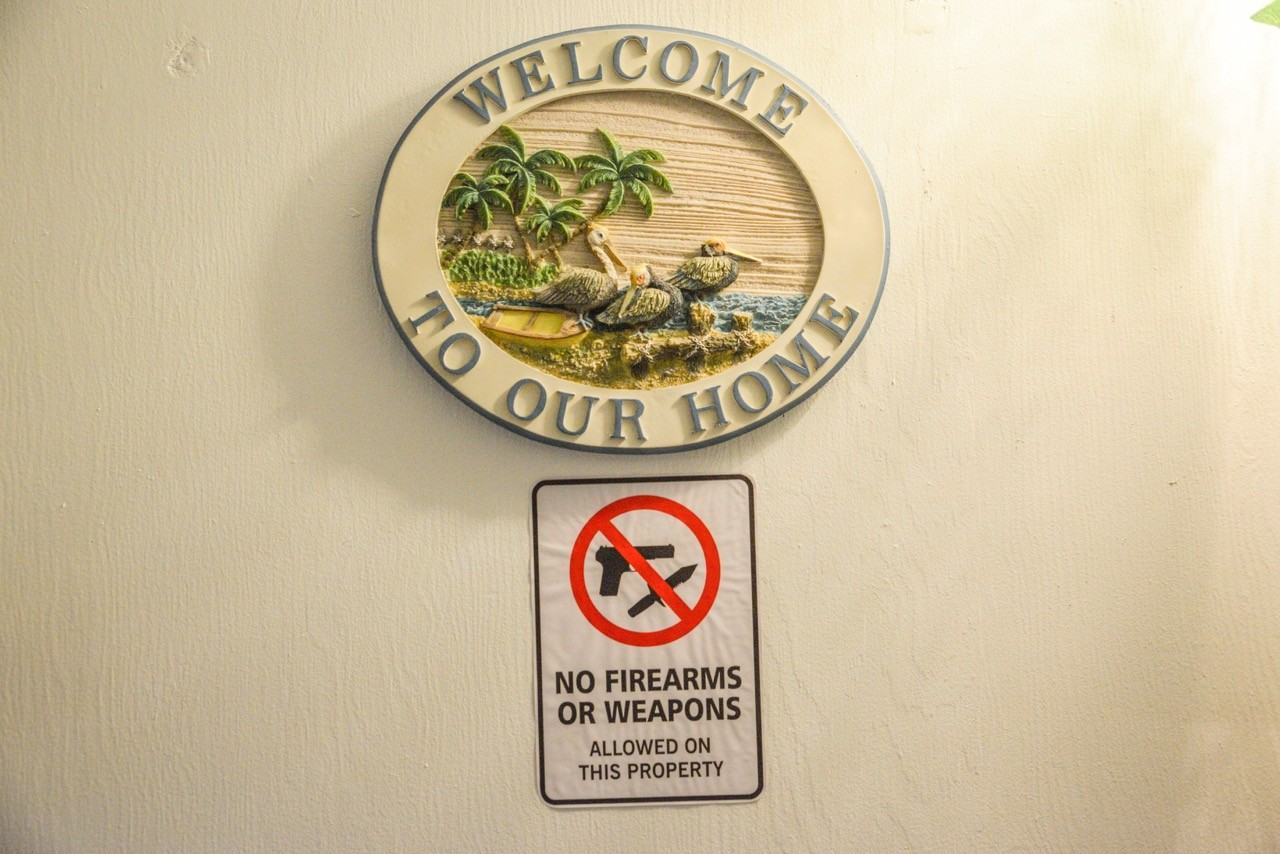 WELCOME
TO OUR HOME
NO FIREARMS
OR WEAPONS
ALLOWED ON
THIS PROPERTY